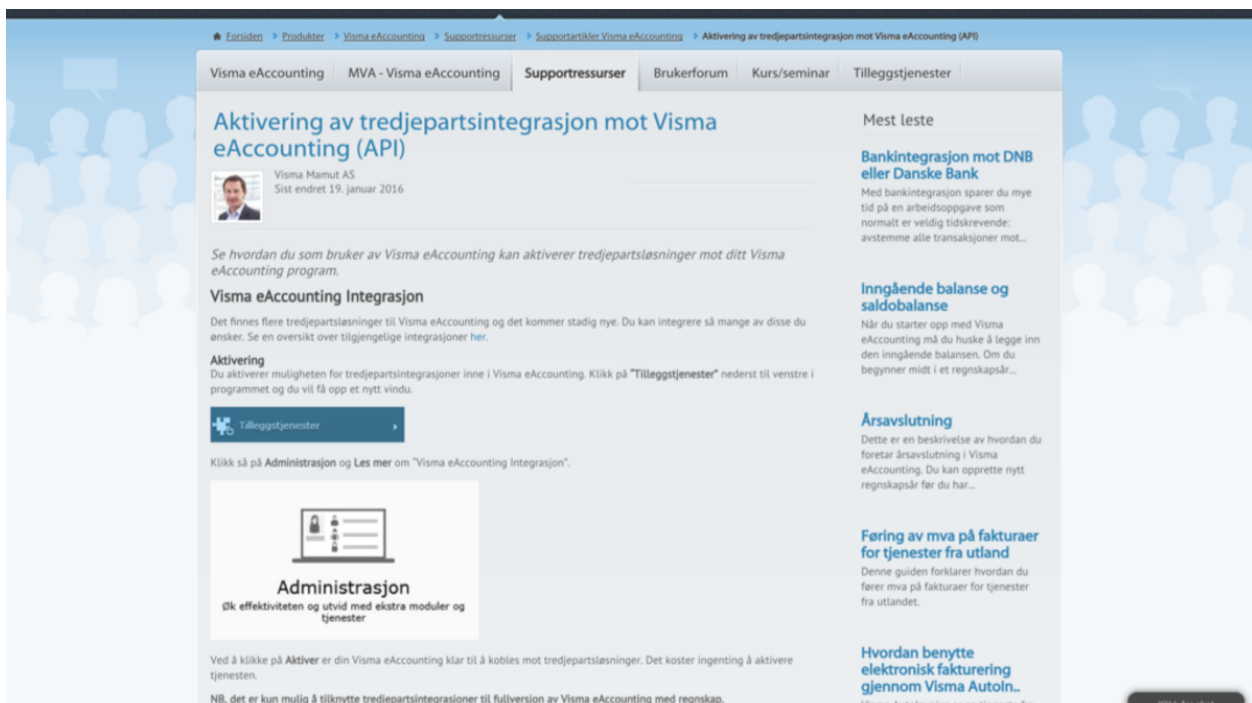 Forsiden Produkter Visma eAccounting Supportressurser Supportartikler Visma eAccounting Aktivering av tredjepartsintegrasjon mot Visma eAccounting (API)
Visma eAccounting MVA - Visma eAccounting Supportressurser Brukerforum Kurs/seminar Tilleggstjenester
Aktivering av tredjepartsintegrasjon mot Visma
eAccounting (API)
Visma Mamut AS
Sist endret 19. januar 2016
Se hvordan du som bruker av Visma eAccounting kan aktiverer tredjepartsløsninger mot ditt Visma
eAccounting program.
Visma eAccounting Integrasjon
Det finnes flere tredjepartsløsninger til Visma eAccounting og det kommer stadig nye. Du kan integrere så mange av disse du
ønsker. Se en oversikt over tilgjengelige integrasjoner her.
Aktivering
Du aktiverer muligheten for tredjepartsintegrasjoner inne i Visma eAccounting. Klikk på "Tilleggstjenester" nederst til venstre i
programmet og du vil få opp et nytt vindu.
Tilleggstjenester
Klikk så på Administrasjon og Les mer om "Visma eAccounting Integrasjon".
Administrasjon
Øk effektiviteten og utvid med ekstra moduler og
tjenester
Ved å klikke på Aktiver er din Visma eAccounting klar til å kobles mot tredjepartsløsninger. Det koster ingenting å aktivere
tjenesten.
NB, det er kun mulig å tilknytte tredjepartsintegrasjoner til fullversjon av Visma eAccounting med regnskap.
Mest leste
Bankintegrasjon mot DNB
eller Danske Bank
Med bankintegrasjon sparer du mye
tid på en arbeidsoppgave som
normalt er veldig tidskrevende:
avstemme alle transaksjoner mot...
Inngående balanse og
saldobalanse
Når du starter opp med Visma
eAccounting må du huske å legge inn
den inngående balansen. Om du
begynner midt i et regnskapsår...
Årsavslutning
Dette er en beskrivelse av hvordan du
foretar årsavslutning i Visma
eAccounting. Du kan opprette nytt
regnskapsår før du har...
Føring av mva på fakturaer
for tjenester fra utland
Denne guiden forklarer hvordan du
fører mva på fakturaer for tjenester
fra utlandet.
Hvordan benytte
elektronisk fakturering
gjennom Visma AutoIn..